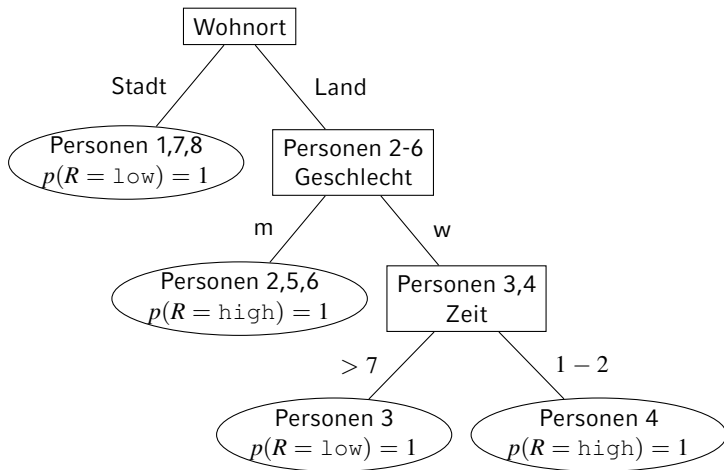 Wohnort
Stadt
Land
Personen 1,7,8
p(R = low) = 1
Personen 2-6
Geschlecht
m
w
Personen 2,5,6
p(R = high) = 1
Personen 3,4
Zeit
> 7
1 − 2
Personen 3
p(R = low) = 1
Personen 4
p(R = high) = 1